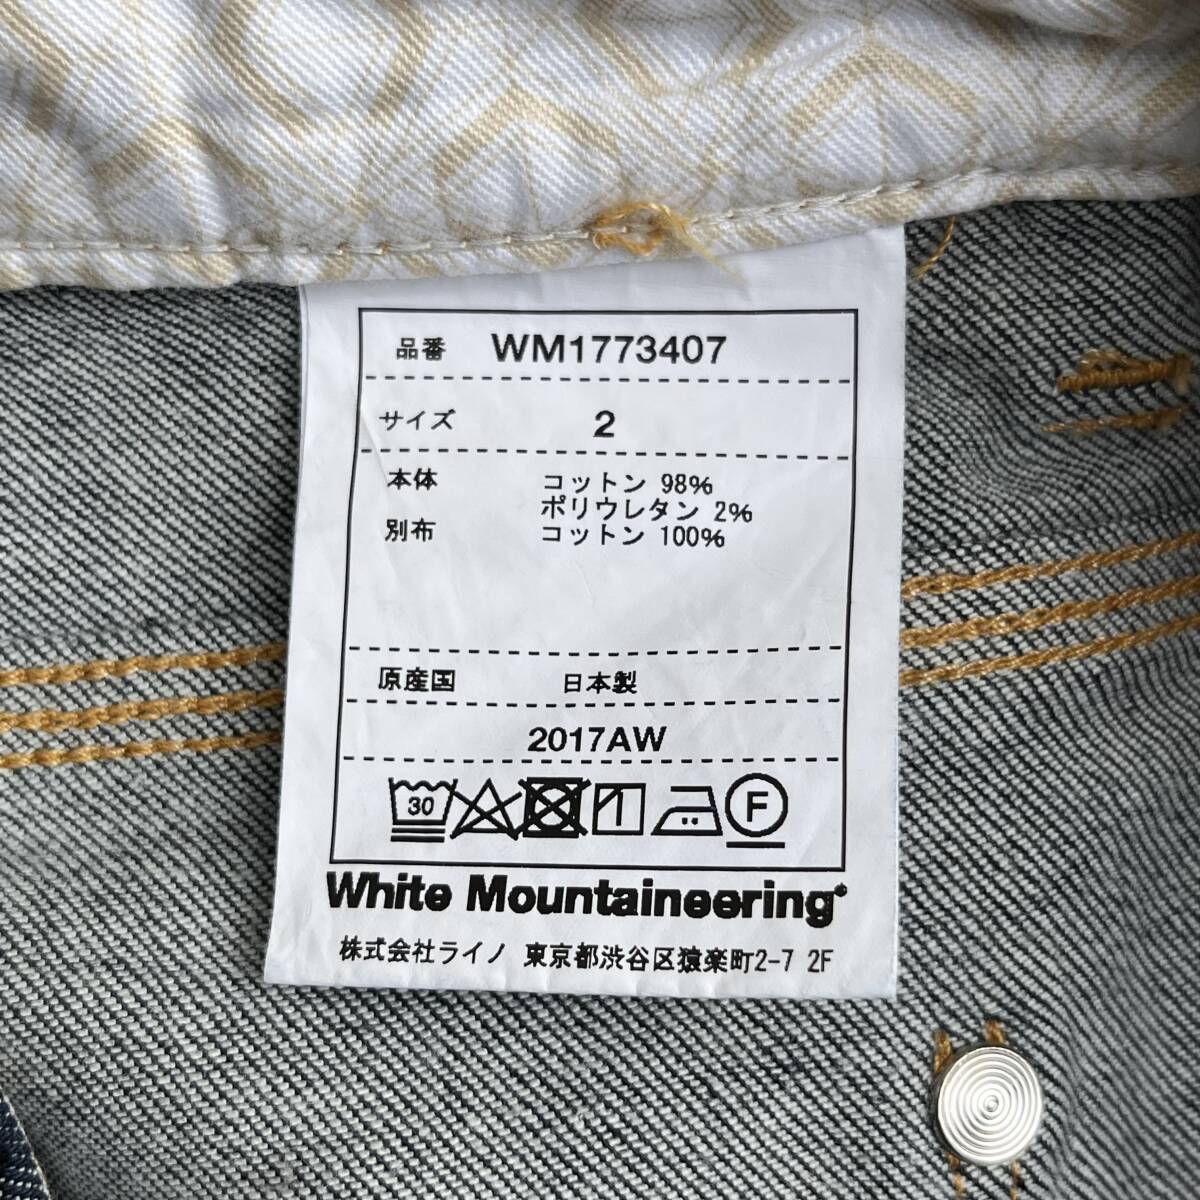 品番 WM1773407
サイズ 2
本体 コットン 98%
ポリウレタン 2%
別布 コットン 100%
原産国 日本製
2017AW
30 F
White Mountaineering®
株式会社ライノ 東京都渋谷区猿楽町2-7 2F